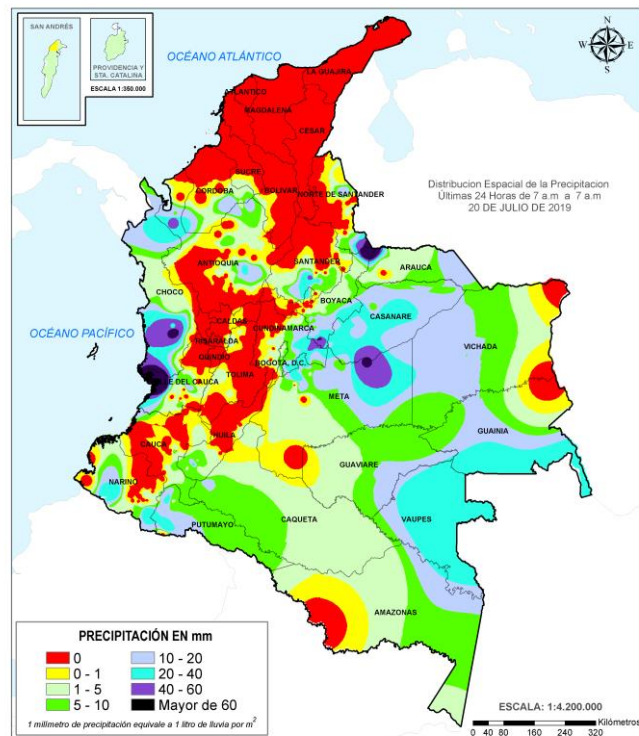 SAN ANDRÉS
PROVIDENCIA Y
STA. CATALINA
ESCALA 1:350.000
OCÉANO ATLÁNTICO
N
W
E
S
LA GUAJIRA
ATLANTICO
MAGDALENA
CESAR
SUCRE
CORDOBA
BOLIVAR
NORTE DE SANTANDER
Distribucion Espacial de la Precipitacion
Últimas 24 Horas de 7 a.m a 7 a.m
20 DE JULIO DE 2019
ANTIOQUIA
SANTANDER
ARAUCA
CHOCO
BOYACA
OCÉANO PACÍFICO
CALDAS
CUNDINAMARCA
CASANARE
RISARALDA
VICHADA
QUINDIO
BOGOTA, D.C.
TOLIMA
VALLE DEL CAUCA
META
GUAINIA
CAUCA
HUILA
GUAVIARE
NARIÑO
VAUPES
PUTUMAYO
CAQUETA
AMAZONAS
PRECIPITACIÓN EN mm
0
10 - 20
0 - 1
20 - 40
1 - 5
40 - 60
5 - 10
Mayor de 60
1 milimetro de precipitación equivale a 1 litro de lluvia por m2
ESCALA: 1:4.200.000
Kilómetros
0 40 80 160 240 320